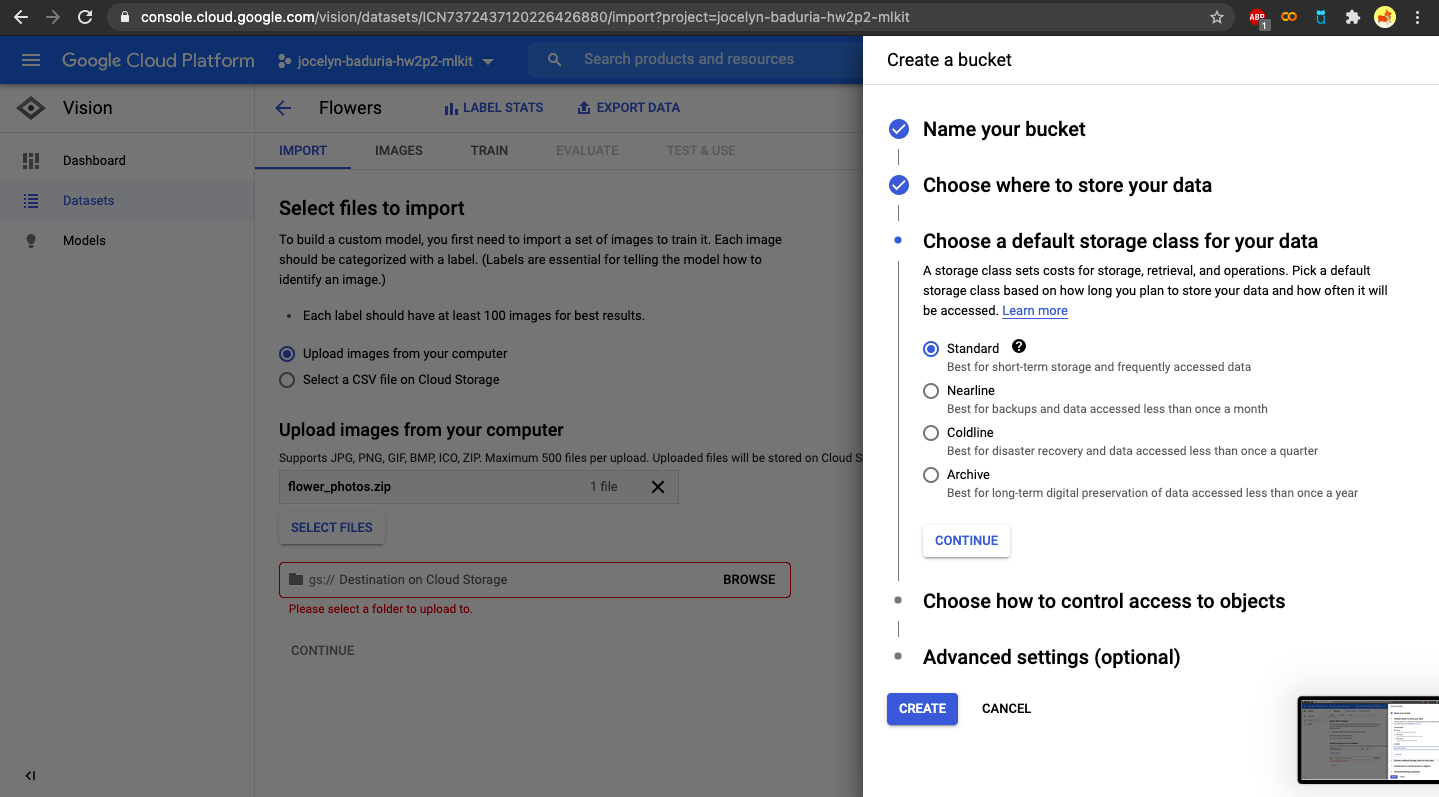 console.cloud.google.com/vision/datasets/ICN7372437120226426880/import?project=jocelyn-baduria-hw2p2-mlkit
ABP
1
Google Cloud Platform
jocelyn-baduria-hw2p2-mlkit
Search products and resources
Vision
Dashboard
Datasets
Models
Flowers
LABEL STATS
EXPORT DATA
IMPORT
IMAGES
TRAIN
EVALUATE
TEST & USE
Select files to import
To build a custom model, you first need to import a set of images to train it. Each image
should be categorized with a label. (Labels are essential for telling the model how to
identify an image.)
• Each label should have at least 100 images for best results.
Upload images from your computer
Select a CSV file on Cloud Storage
Upload images from your computer
Supports JPG, PNG, GIF, BMP, ICO, ZIP. Maximum 500 files per upload. Uploaded files will be stored on Cloud S
flower_photos.zip
1 file
SELECT FILES
gs:// Destination on Cloud Storage
BROWSE
Please select a folder to upload to.
CONTINUE
Create a bucket
Name your bucket
Choose where to store your data
Choose a default storage class for your data
A storage class sets costs for storage, retrieval, and operations. Pick a default
storage class based on how long you plan to store your data and how often it will
be accessed. Learn more
Standard
Best for short-term storage and frequently accessed data
Nearline
Best for backups and data accessed less than once a month
Coldline
Best for disaster recovery and data accessed less than once a quarter
Archive
Best for long-term digital preservation of data accessed less than once a year
CONTINUE
Choose how to control access to objects
Advanced settings (optional)
CREATE
CANCEL